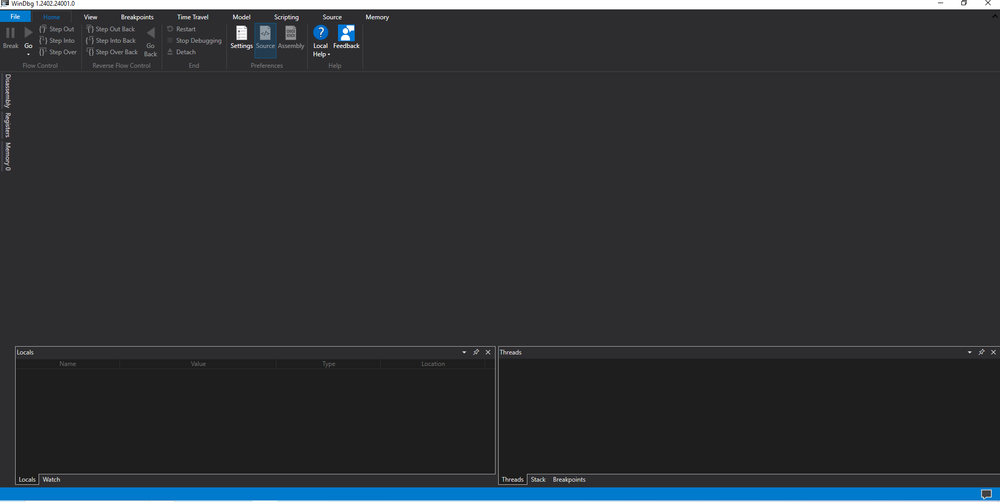 WinDbg 1.2402.24001.0
File Home View Breakpoints Time Travel Model Scripting Source Memory
Break
Go
Step Out
Step Into
Step Over
Flow Control
Step Out Back
Step Into Back
Step Over Back
Go
Back
Reverse Flow Control
Restart
Stop Debugging
Detach
End
Settings
Source
Assembly
Preferences
Local
Help
Feedback
Help
Disassembly
Registers
Memory 0
Locals
Name Value Type Location
Locals Watch
Threads
Threads Stack Breakpoints